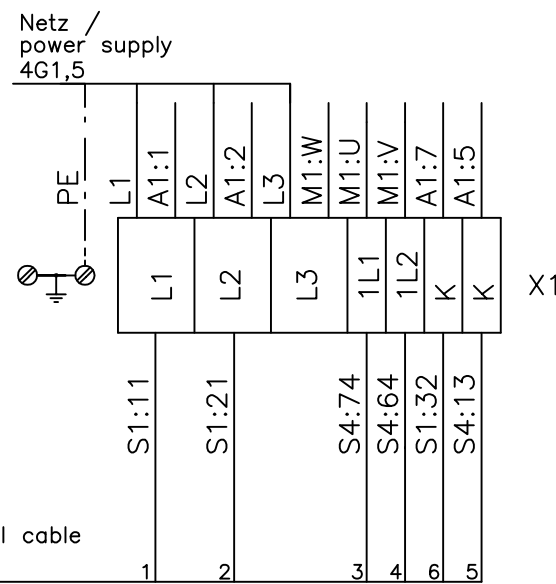 Netz /
power supply
4G1,5
PE
L1
A1:1
L2
A1:2
L3
M1:W
M1:U
M1:V
A1:7
A1:5
L1
L2
L3
1L1
1L2
K
K
X1
S1:11
S1:21
S4:74
S4:64
S1:32
S4:13
l cable
1
2
3
4
6
5